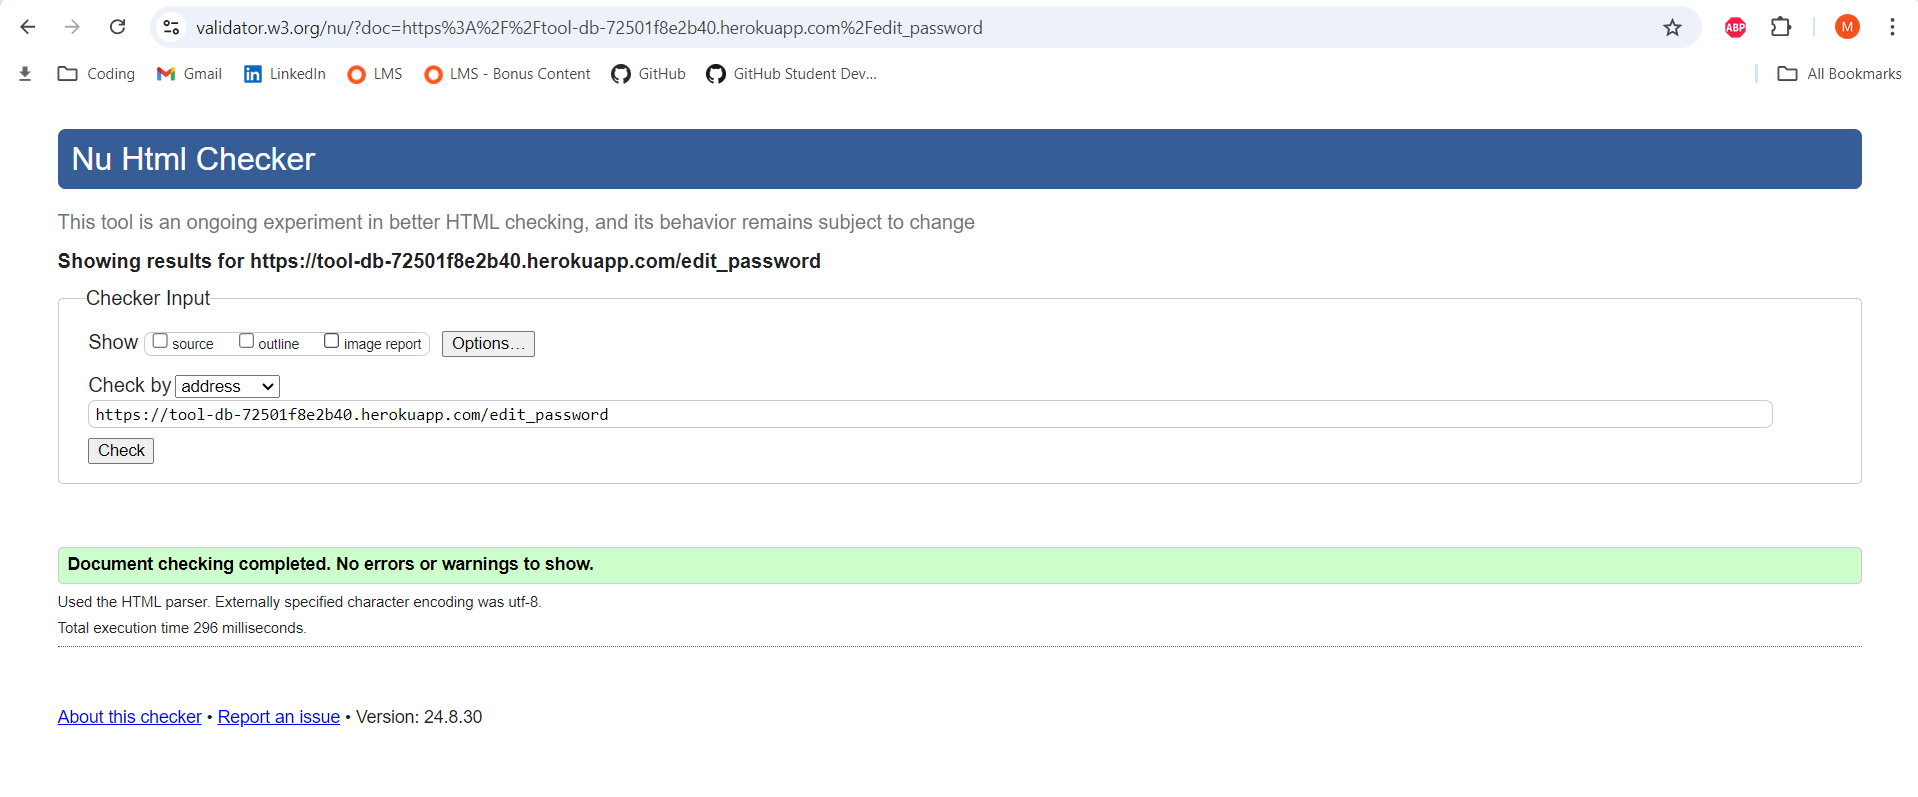 validator.w3.org/nu/?doc=https%3A%2F%2Ftool-db-72501f8e2b40.herokuapp.com%2Fedit_password
ABP
M
Coding Gmail LinkedIn LMS LMS - Bonus Content GitHub GitHub Student Dev... All Bookmarks
Nu Html Checker
This tool is an ongoing experiment in better HTML checking, and its behavior remains subject to change
Showing results for https://tool-db-72501f8e2b40.herokuapp.com/edit_password
Checker Input
Show source outline image report Options...
Check by address
https://tool-db-72501f8e2b40.herokuapp.com/edit_password
Check
Document checking completed. No errors or warnings to show.
Used the HTML parser. Externally specified character encoding was utf-8.
Total execution time 296 milliseconds.
About this checker • Report an issue • Version: 24.8.30